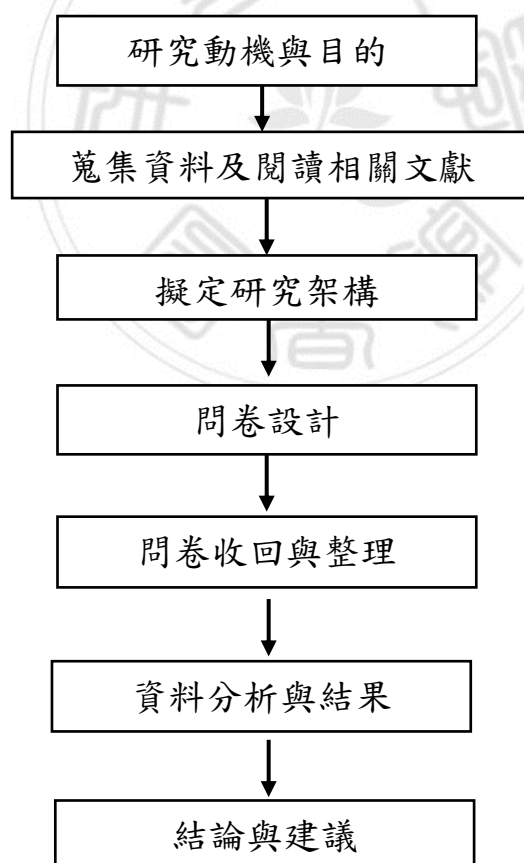 研究動機與目的
蒐集資料及閱讀相關文獻
擬定研究架構
問卷設計
問卷收回與整理
資料分析與結果
結論與建議